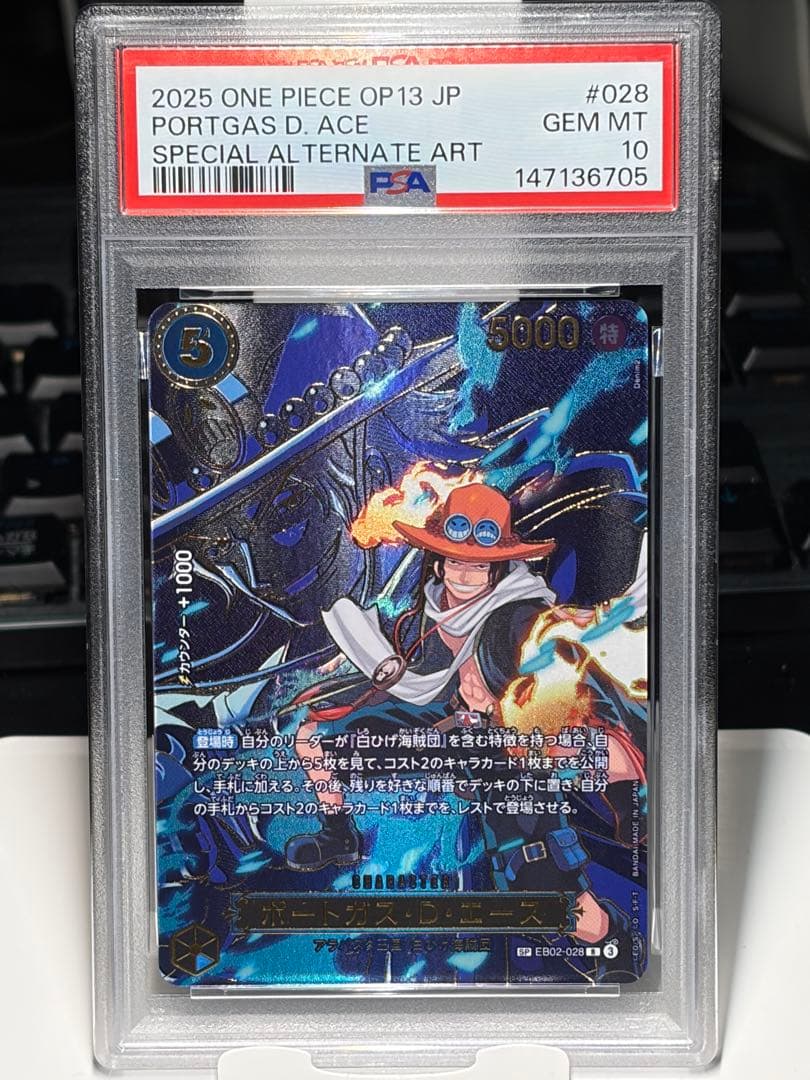 2025 ONE PIECE OP13 JP #028
PORTGAS D. ACE GEM MT
SPECIAL ALTERNATE ART 10
PSA 147136705
5 5000 特
カウンター +1000
登場時 自分のリーダーが『白ひげ海賊団』を含む特徴を持つ場合、自
分のデッキの上から5枚を見て、コスト2のキャラカード1枚までを公開
し、手札に加える。その後、残りを好きな順番でデッキの下に置き、自分
の手札からコスト2のキャラカード1枚までを、レストで登場させる。
CHARACTER
ポートガス・D・エース
SP EB02-028 R 3
BANDAI MADE IN JAPAN